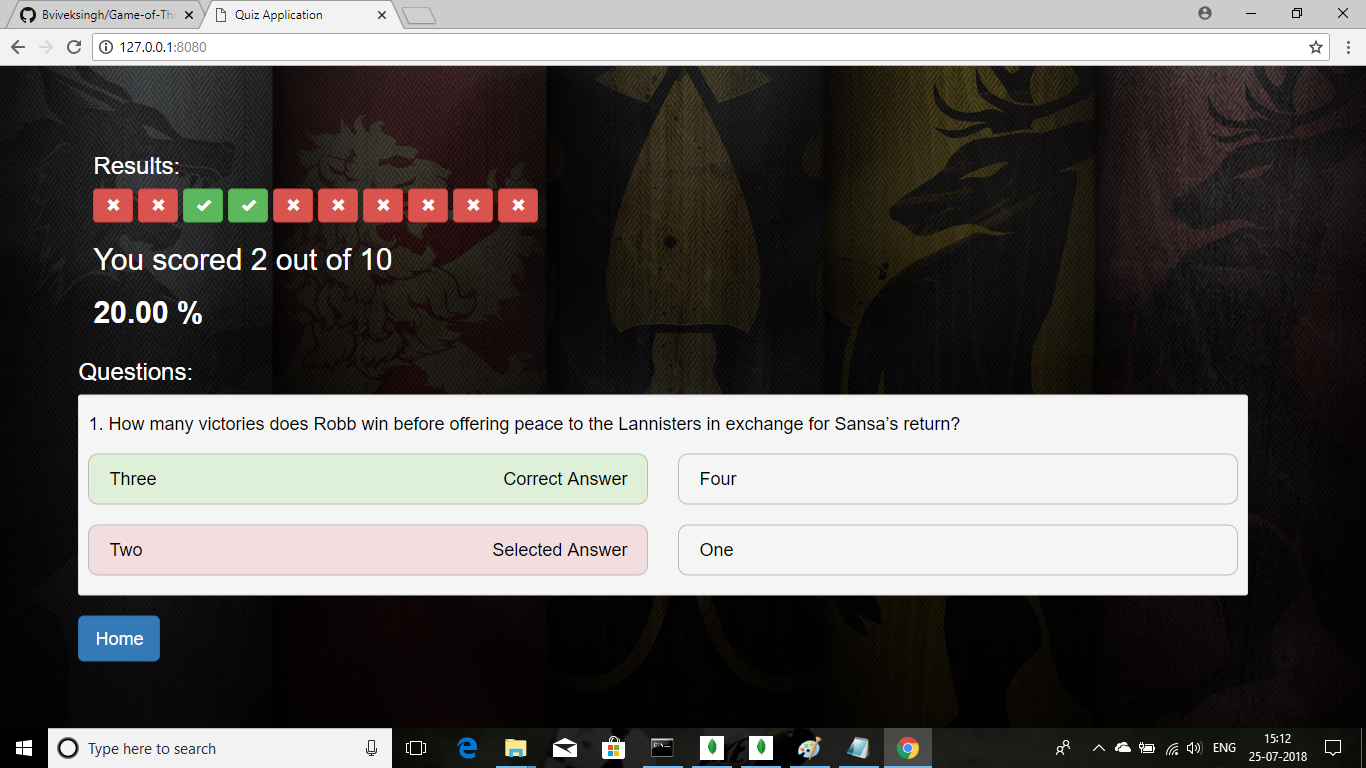 Bviveksingh/Game-of-Th
Quiz Application
127.0.0.1:8080
Results:
You scored 2 out of 10
20.00 %
Questions:
1. How many victories does Robb win before offering peace to the Lannisters in exchange for Sansa’s return?
Three Correct Answer
Four
Two Selected Answer
One
Home
Type here to search
ENG
15:12
25-07-2018